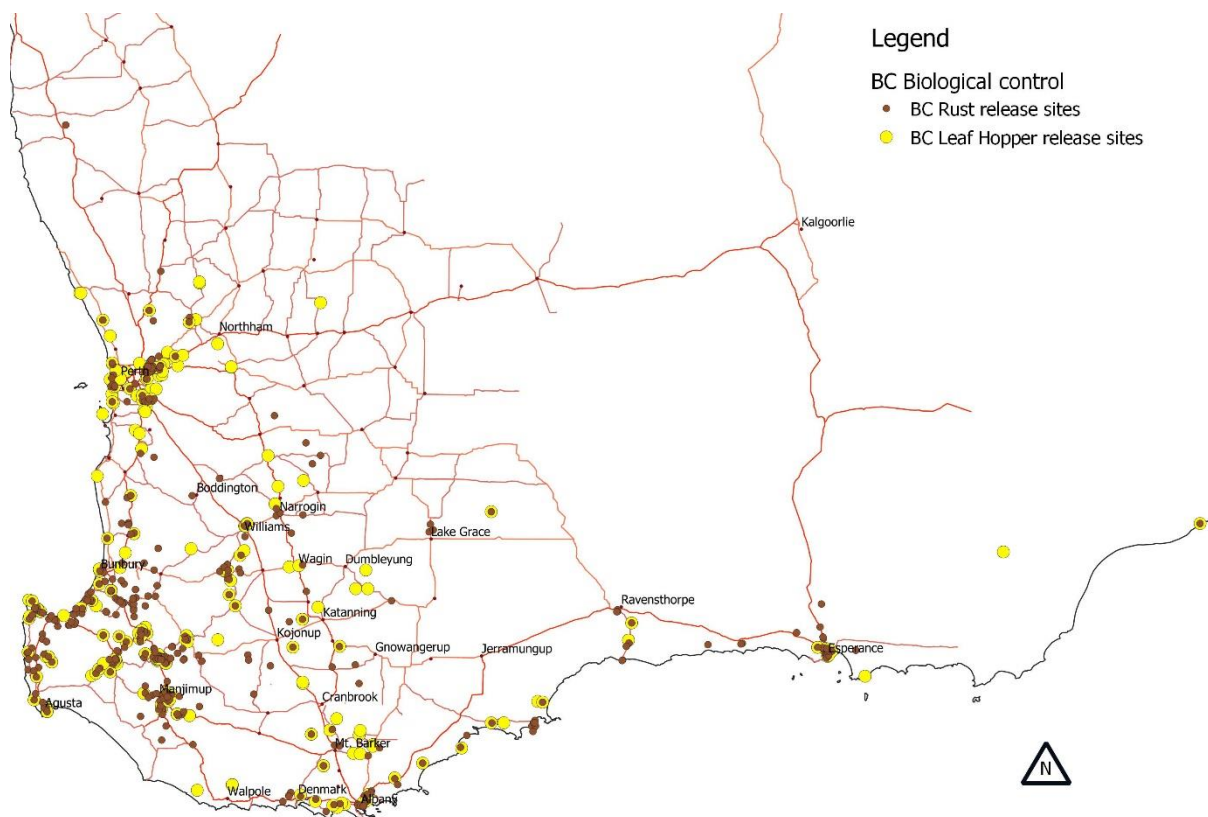 Legend
BC Biological control
BC Rust release sites
BC Leaf Hopper release sites
Kalgoorlie
Northham
Perth
Boddington
Narrogin
Williams
Lake Grace
Bunbury
Wagin
Dumbleyung
Ravensthorpe
Katanning
Kojonup
Gnowangerup
Jerramungup
Esperance
Manjimup
Cranbrook
Agusta
Mt. Barker
Walpole
Denmark
Albany
N